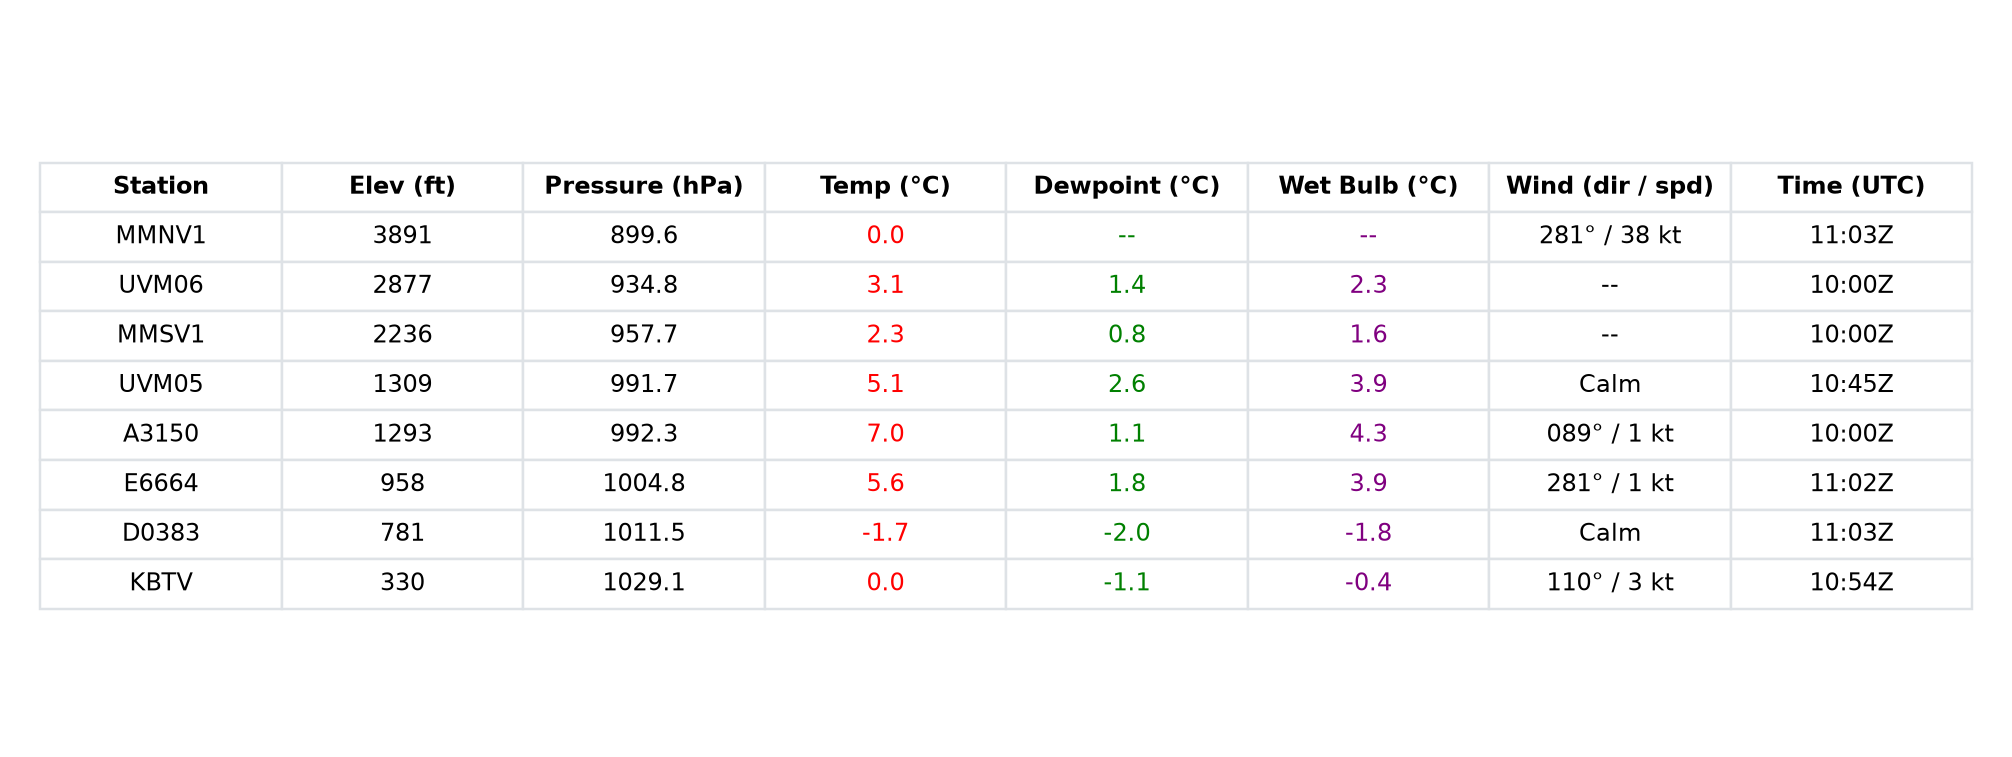 Station Elev (ft) Pressure (hPa) Temp (°C) Dewpoint (°C) Wet Bulb (°C) Wind (dir / spd) Time (UTC)
MMNV1 3891 899.6 0.0 -- -- 281° / 38 kt 11:03Z
UVM06 2877 934.8 3.1 1.4 2.3 -- 10:00Z
MMSV1 2236 957.7 2.3 0.8 1.6 -- 10:00Z
UVM05 1309 991.7 5.1 2.6 3.9 Calm 10:45Z
A3150 1293 992.3 7.0 1.1 4.3 089° / 1 kt 10:00Z
E6664 958 1004.8 5.6 1.8 3.9 281° / 1 kt 11:02Z
D0383 781 1011.5 -1.7 -2.0 -1.8 Calm 11:03Z
KBTV 330 1029.1 0.0 -1.1 -0.4 110° / 3 kt 10:54Z